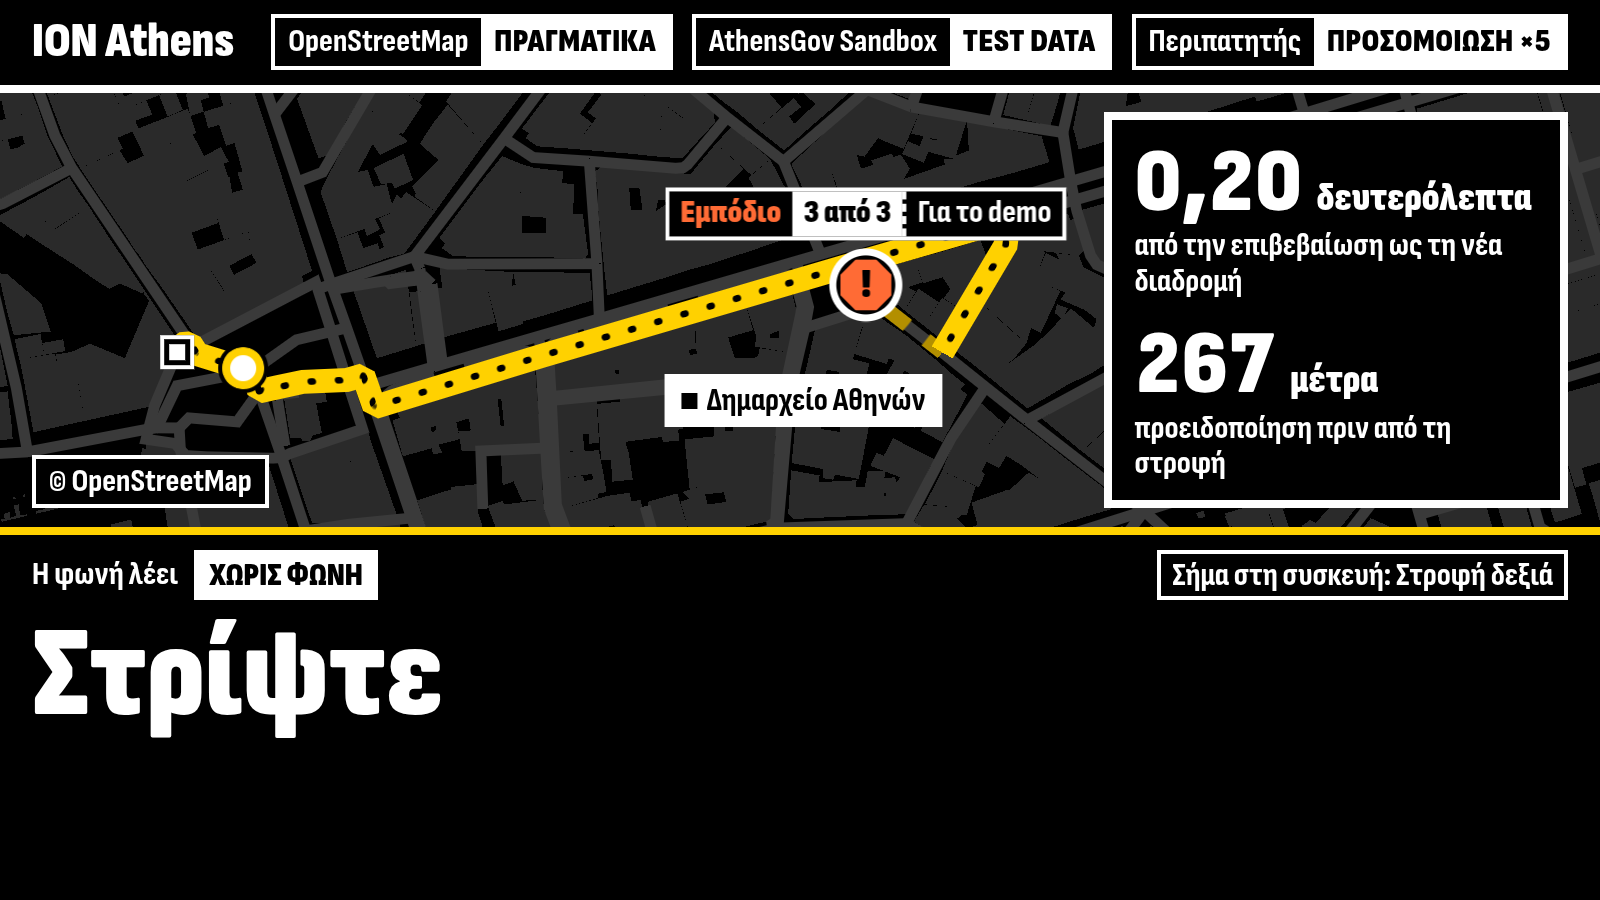 ION Athens
OpenStreetMap ΠΡΑΓΜΑΤΙΚΑ
AthensGov Sandbox TEST DATA
Περιπατητής ΠΡΟΣΟΜΟΙΩΣΗ ×5
0,20 δευτερόλεπτα
από την επιβεβαίωση ως τη νέα
διαδρομή
267 μέτρα
προειδοποίηση πριν από τη
στροφή
Εμπόδιο 3 από 3 Για το demo
!
■ Δημαρχείο Αθηνών
© OpenStreetMap
Η φωνή λέει ΧΩΡΙΣ ΦΩΝΗ
Σήμα στη συσκευή: Στροφή δεξιά
Στρίψτε